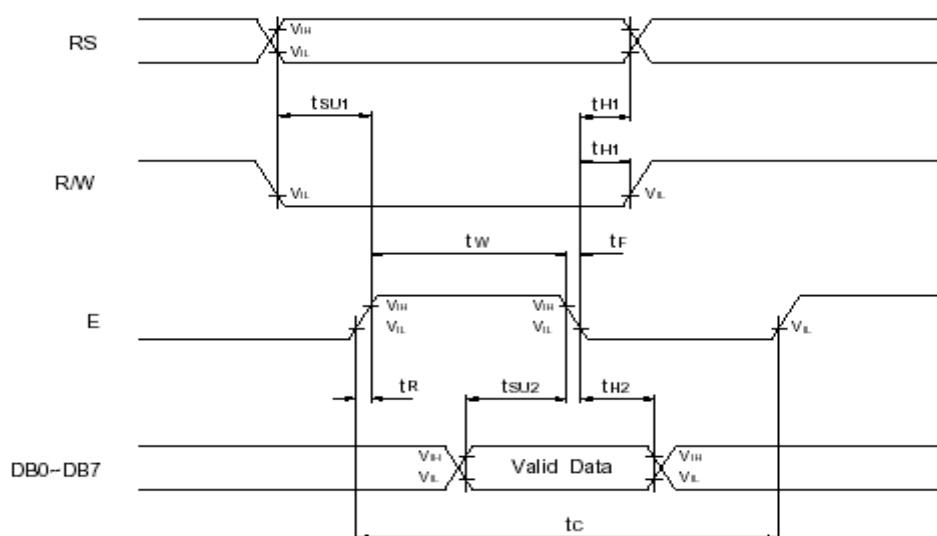 RS
VIH
VIL
tSU1
tH1
R/W
tH1
VIL
VIL
tW
tF
E
VIH
VIH
VIL
VIL
VIL
tR
tSU2
tH2
DB0~DB7
VIH
Valid Data
VIH
VIL
VIL
tC